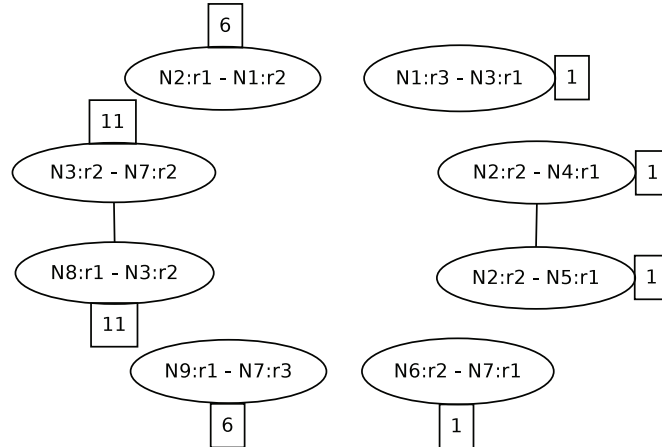 6
N2:r1 - N1:r2
N1:r3 - N3:r1
1
11
N3:r2 - N7:r2
N2:r2 - N4:r1
1
N8:r1 - N3:r2
11
N2:r2 - N5:r1
1
N9:r1 - N7:r3
6
N6:r2 - N7:r1
1